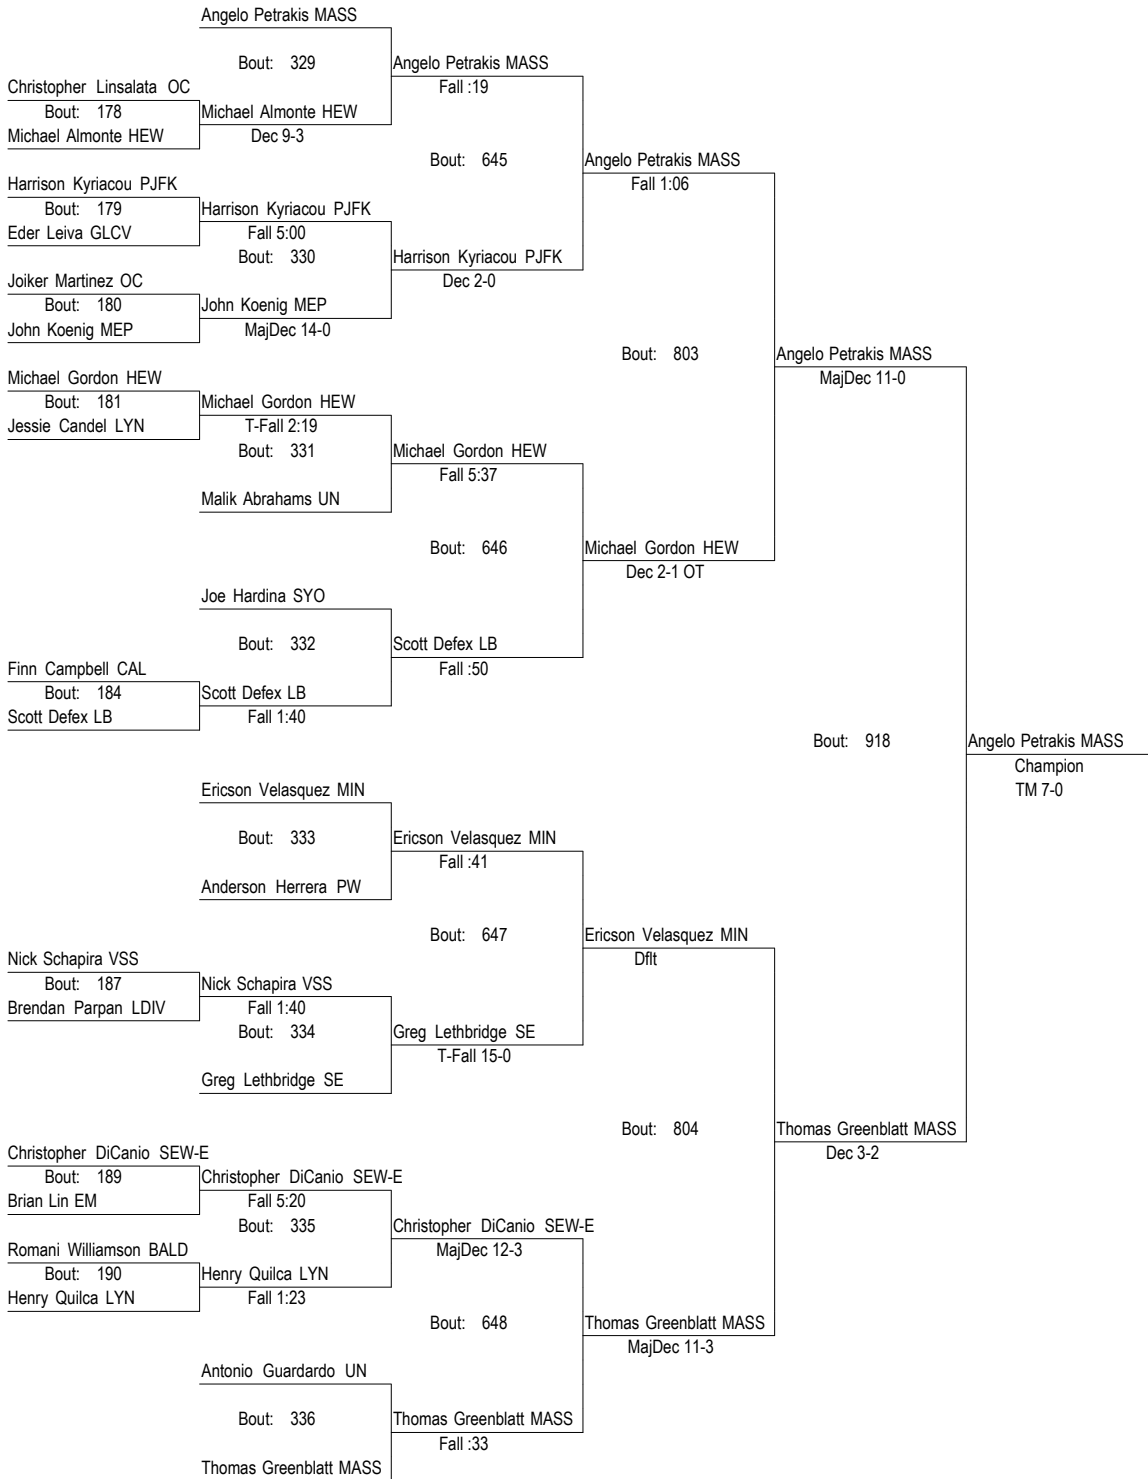 Angelo Petrakis MASS
Bout: 329
Angelo Petrakis MASS
Fall :19
Christopher Linsalata OC
Bout: 178
Michael Almonte HEW
Michael Almonte HEW
Dec 9-3
Bout: 645
Angelo Petrakis MASS
Fall 1:06
Harrison Kyriacou PJFK
Bout: 179
Harrison Kyriacou PJFK
Eder Leiva GLCV
Fall 5:00
Bout: 330
Harrison Kyriacou PJFK
Dec 2-0
Joiker Martinez OC
Bout: 180
John Koenig MEP
John Koenig MEP
MajDec 14-0
Bout: 803
Angelo Petrakis MASS
MajDec 11-0
Michael Gordon HEW
Bout: 181
Michael Gordon HEW
Jessie Candel LYN
T-Fall 2:19
Bout: 331
Michael Gordon HEW
Fall 5:37
Malik Abrahams UN
Bout: 646
Michael Gordon HEW
Dec 2-1 OT
Joe Hardina SYO
Bout: 332
Scott Defex LB
Fall :50
Finn Campbell CAL
Bout: 184
Scott Defex LB
Scott Defex LB
Fall 1:40
Bout: 918
Angelo Petrakis MASS
Champion
TM 7-0
Ericson Velasquez MIN
Bout: 333
Ericson Velasquez MIN
Fall :41
Anderson Herrera PW
Bout: 647
Ericson Velasquez MIN
Dflt
Nick Schapira VSS
Bout: 187
Nick Schapira VSS
Brendan Parpan LDIV
Fall 1:40
Bout: 334
Greg Lethbridge SE
T-Fall 15-0
Greg Lethbridge SE
Bout: 804
Thomas Greenblatt MASS
Dec 3-2
Christopher DiCanio SEW-E
Bout: 189
Christopher DiCanio SEW-E
Brian Lin EM
Fall 5:20
Bout: 335
Christopher DiCanio SEW-E
MajDec 12-3
Romani Williamson BALD
Bout: 190
Henry Quilca LYN
Henry Quilca LYN
Fall 1:23
Bout: 648
Thomas Greenblatt MASS
MajDec 11-3
Antonio Guardardo UN
Bout: 336
Thomas Greenblatt MASS
Fall :33
Thomas Greenblatt MASS